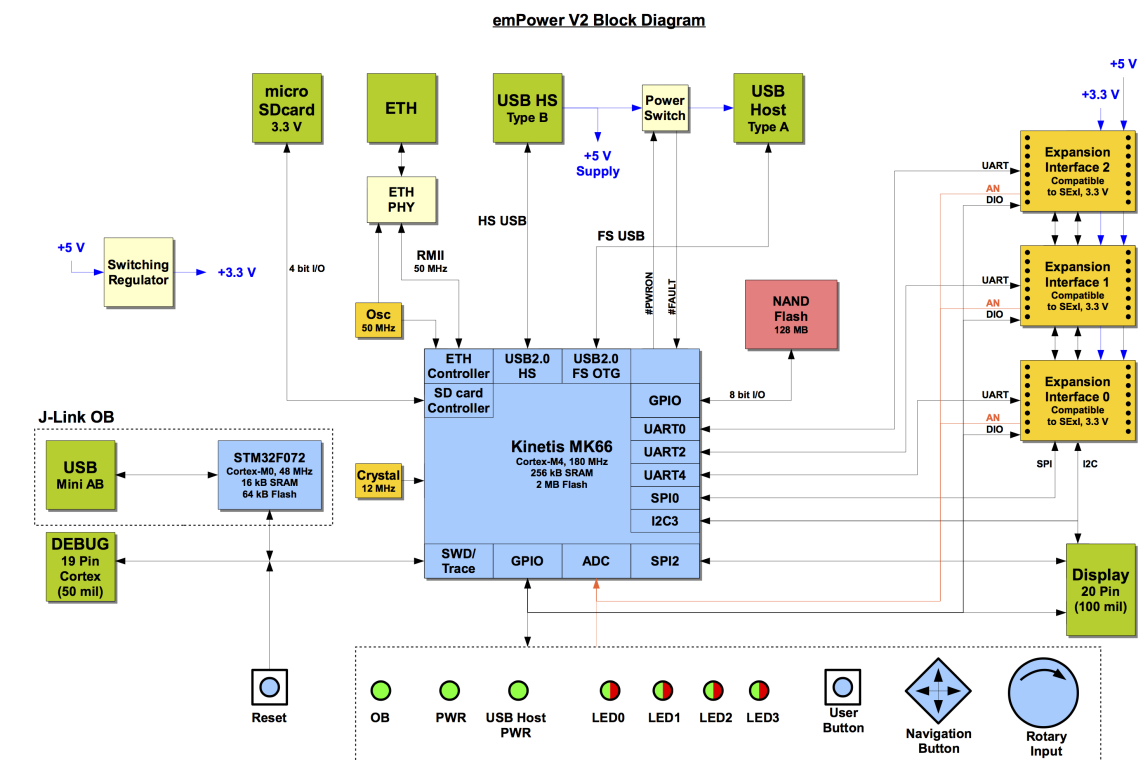 emPower V2 Block Diagram
micro
SDcard
3.3 V
ETH
USB HS
Type B
Power
Switch
USB
Host
Type A
+5 V
+3.3 V
+5 V
Supply
ETH
PHY
HS USB
FS USB
RMII
50 MHz
4 bit I/O
#PWRON
#FAULT
+5 V
Switching
Regulator
+3.3 V
Osc
50 MHz
NAND
Flash
128 MB
8 bit I/O
UART
AN
DIO
Expansion
Interface 2
Compatible
to SExI, 3.3 V
UART
AN
DIO
Expansion
Interface 1
Compatible
to SExI, 3.3 V
UART
AN
DIO
Expansion
Interface 0
Compatible
to SExI, 3.3 V
SPI
I2C
ETH
Controller
USB2.0
HS
USB2.0
FS OTG
SD card
Controller
GPIO
UART0
UART2
UART4
SPI0
I2C3
Kinetis MK66
Cortex-M4, 180 MHz
256 kB SRAM
2 MB Flash
SWD/
Trace
GPIO
ADC
SPI2
Crystal
12 MHz
J-Link OB
USB
Mini AB
STM32F072
Cortex-M0, 48 MHz
16 kB SRAM
64 kB Flash
DEBUG
19 Pin
Cortex
(50 mil)
Display
20 Pin
(100 mil)
Reset
OB
PWR
USB Host
PWR
LED0
LED1
LED2
LED3
User
Button
Navigation
Button
Rotary
Input